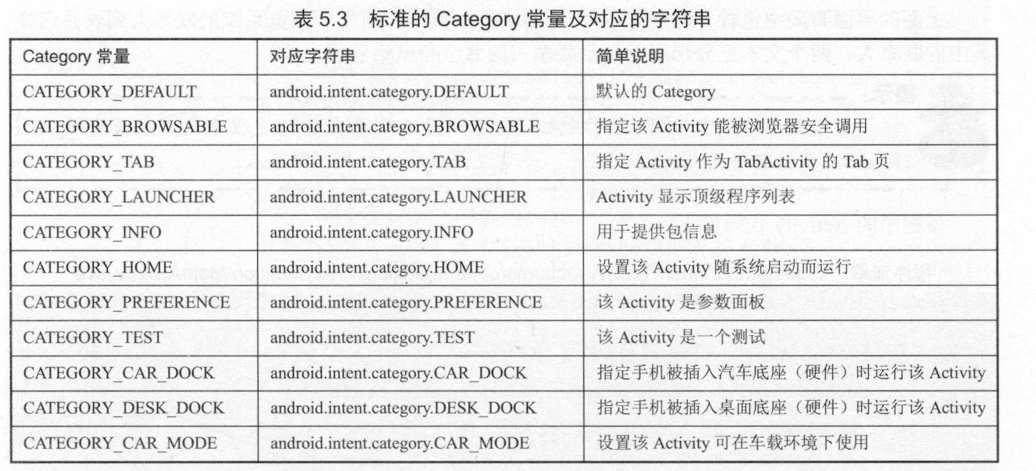 表 5.3 标准的 Category 常量及对应的字符串
Category 常量 对应字符串 简单说明
CATEGORY_DEFAULT android.intent.category.DEFAULT 默认的 Category
CATEGORY_BROWSABLE android.intent.category.BROWSABLE 指定该 Activity 能被浏览器安全调用
CATEGORY_TAB android.intent.category.TAB 指定 Activity 作为 TabActivity 的 Tab 页
CATEGORY_LAUNCHER android.intent.category.LAUNCHER Activity 显示顶级程序列表
CATEGORY_INFO android.intent.category.INFO 用于提供包信息
CATEGORY_HOME android.intent.category.HOME 设置该 Activity 随系统启动而运行
CATEGORY_PREFERENCE android.intent.category.PREFERENCE 该 Activity 是参数面板
CATEGORY_TEST android.intent.category.TEST 该 Activity 是一个测试
CATEGORY_CAR_DOCK android.intent.category.CAR_DOCK 指定手机被插入汽车底座（硬件）时运行该 Activity
CATEGORY_DESK_DOCK android.intent.category.DESK_DOCK 指定手机被插入桌面底座（硬件）时运行该 Activity
CATEGORY_CAR_MODE android.intent.category.CAR_MODE 设置该 Activity 可在车载环境下使用